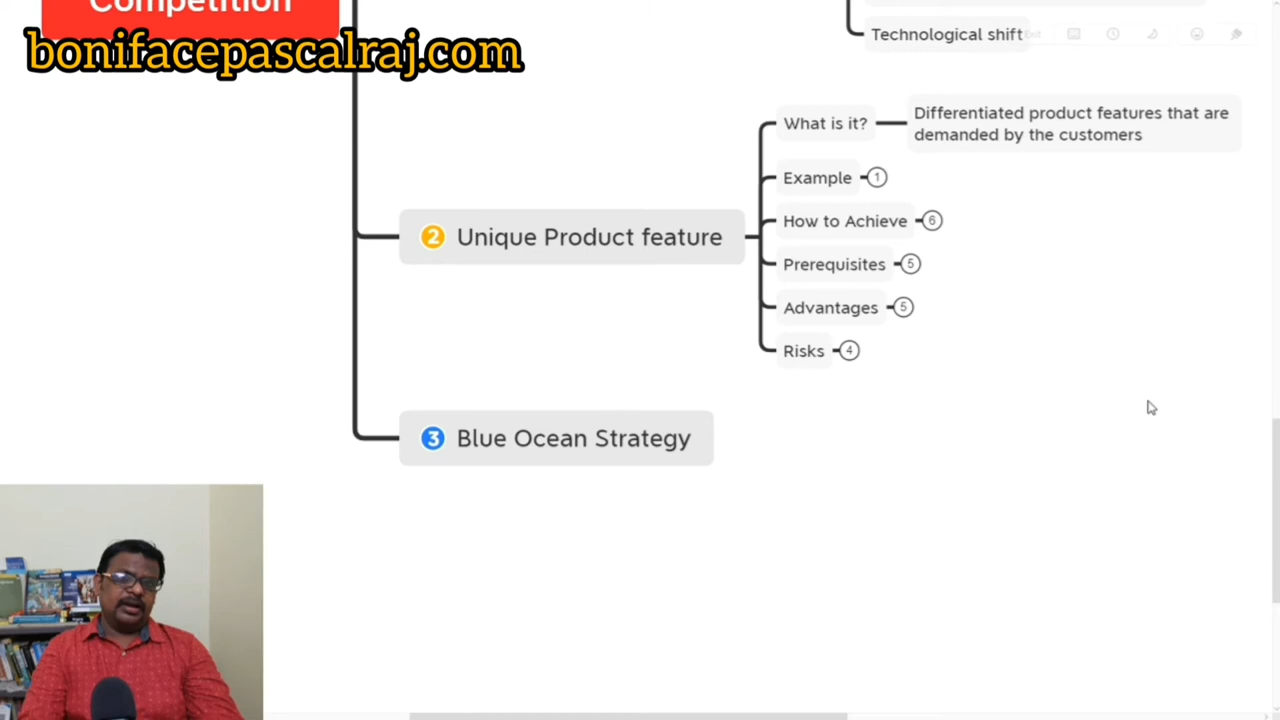 Competition
bonifacepascalraj.com
Technological shift
What is it?
Differentiated product features that are
demanded by the customers
Example 1
How to Achieve 6
2 Unique Product feature
Prerequisites 5
Advantages 5
Risks 4
3 Blue Ocean Strategy